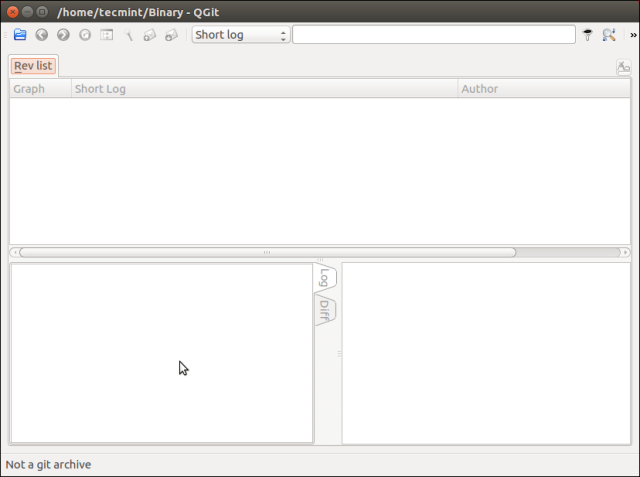 /home/tecmint/Binary - QGit
Short log
»
Rev list
Graph Short Log Author
Log
Diff
Not a git archive